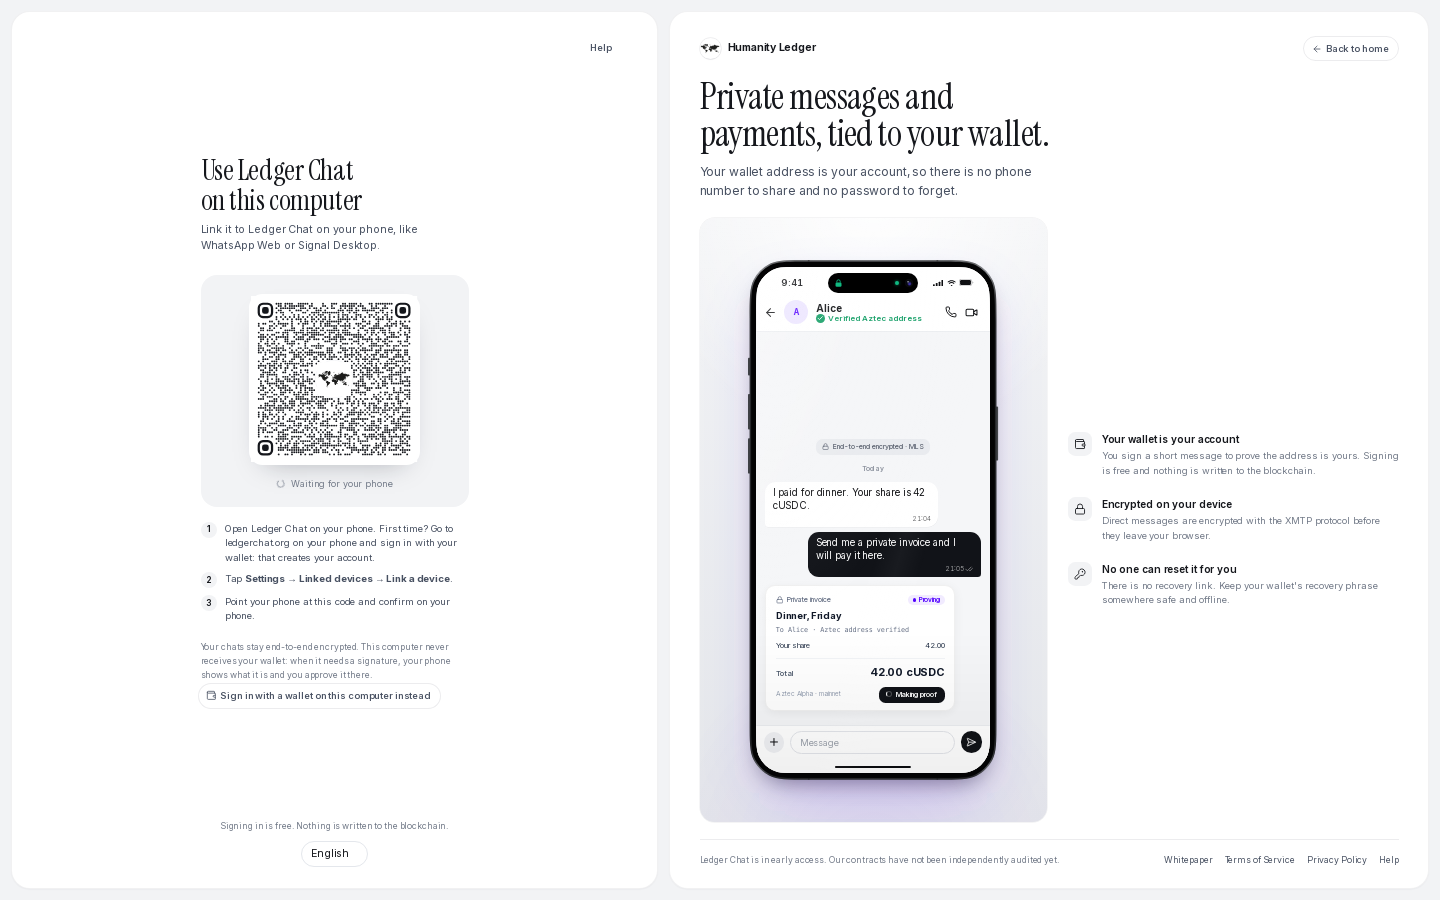 Help
Use Ledger Chat
on this computer
Link it to Ledger Chat on your phone, like
WhatsApp Web or Signal Desktop.
Waiting for your phone
1 Open Ledger Chat on your phone. First time? Go to
ledgerchat.org on your phone and sign in with your
wallet: that creates your account.
2 Tap Settings → Linked devices → Link a device.
3 Point your phone at this code and confirm on your
phone.
Your chats stay end-to-end encrypted. This computer never
receives your wallet: when it needs a signature, your phone
shows what it is and you approve it there.
Sign in with a wallet on this computer instead
Signing in is free. Nothing is written to the blockchain.
English
Humanity Ledger
← Back to home
Private messages and
payments, tied to your wallet.
Your wallet address is your account, so there is no phone
number to share and no password to forget.
9:41
A
Alice
Verified Aztec address
End-to-end encrypted · MLS
Today
I paid for dinner. Your share is 42
cUSDC.
21:04
Send me a private invoice and I
will pay it here.
21:05
Private invoice
Proving
Dinner, Friday
To Alice · Aztec address verified
Your share 42.00
Total 42.00 cUSDC
Aztec Alpha · mainnet
Making proof
Message
Your wallet is your account
You sign a short message to prove the address is yours. Signing
is free and nothing is written to the blockchain.
Encrypted on your device
Direct messages are encrypted with the XMTP protocol before
they leave your browser.
No one can reset it for you
There is no recovery link. Keep your wallet's recovery phrase
somewhere safe and offline.
Ledger Chat is in early access. Our contracts have not been independently audited yet.
Whitepaper Terms of Service Privacy Policy Help